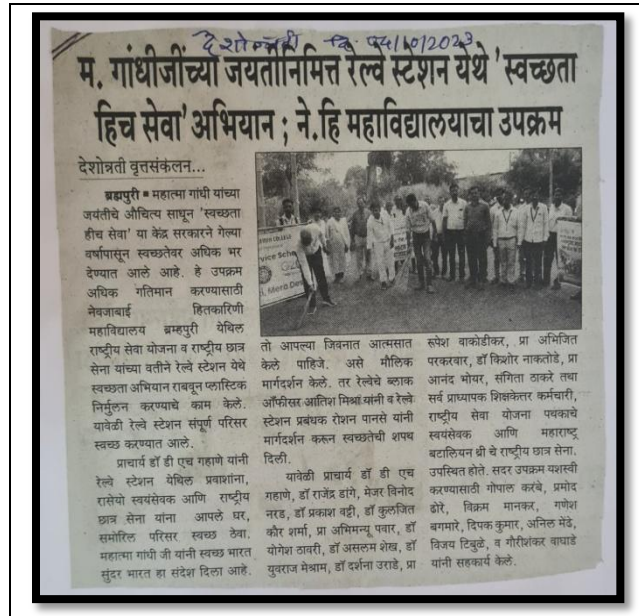 देशोन्नती दि. 04/10/2023
म. गांधीजींच्या जयंतीनिमित्त रेल्वे स्टेशन येथे 'स्वच्छता
हिच सेवा' अभियान ; ने.हि महाविद्यालयाचा उपक्रम
देशोन्नती वृत्तसंकलन...
ब्रह्मपुरी ■ महात्मा गांधी यांच्या
जयंतीचे औचित्य साधून 'स्वच्छता
हीच सेवा' या केंद्र सरकारने गेल्या
वर्षापासून स्वच्छतेवर अधिक भर
देण्यात आले आहे. हे उपक्रम
अधिक गतिमान करण्यासाठी
नेवजाबाई हितकारिणी
महाविद्यालय ब्रम्हपुरी येथिल
राष्ट्रीय सेवा योजना व राष्ट्रीय छात्र
सेना यांच्या वतीने रेल्वे स्टेशन येथे
स्वच्छता अभियान राबवून प्लास्टिक
निर्मुलन करण्याचे काम केले.
यावेळी रेल्वे स्टेशन संपूर्ण परिसर
स्वच्छ करण्यात आले.
प्राचार्य डॉ डी एच गहाणे यांनी
रेल्वे स्टेशन येथिल प्रवाशांना,
रासेयो स्वयंसेवक आणि राष्ट्रीय
छात्र सेना यांना आपले घर,
समोरिल परिसर स्वच्छ ठेवा.
महात्मा गांधी जी यांनी स्वच्छ भारत
सुंदर भारत हा संदेश दिला आहे.
तो आपल्या जिवनात आत्मसात
केले पाहिजे. असे मौलिक
मार्गदर्शन केले. तर रेल्वेचे ब्लाक
ऑफीसर आतिश मिश्रा यांनी व रेल्वे
स्टेशन प्रबंधक रोशन पानसे यांनी
मार्गदर्शन करून स्वच्छतेची शपथ
दिली.
यावेळी प्राचार्य डॉ डी एच
गहाणे, डॉ राजेंद्र डांगे, मेजर विनोद
नरड, डॉ प्रकाश वट्टी, डॉ कुलजित
कौर शर्मा, प्रा अभिमन्यू पवार, डॉ
योगेश ठावरी, डॉ असलम शेख, डॉ
युवराज मेश्राम, डॉ दर्शना उराडे, प्रा
रूपेश वाकोडीकर, प्रा अभिजित
परकरवार, डॉ किशोर नाकतोडे, प्रा
आनंद भोयर, संगिता ठाकरे तथा
सर्व प्राध्यापक शिक्षकेत्तर कर्मचारी,
राष्ट्रीय सेवा योजना पथकाचे
स्वयंसेवक आणि महाराष्ट्र
बटालियन थ्री चे राष्ट्रीय छात्र सेना.
उपस्थित होते. सदर उपक्रम यशस्वी
करण्यासाठी गोपाल करंबे, प्रमोद
ढोरे, विक्रम मानकर, गणेश
बगमारे, दिपक कुमार, अनिल मेंढे,
विजय टिबुळे, व गौरीशंकर वाघाडे
यांनी सहकार्य केले.